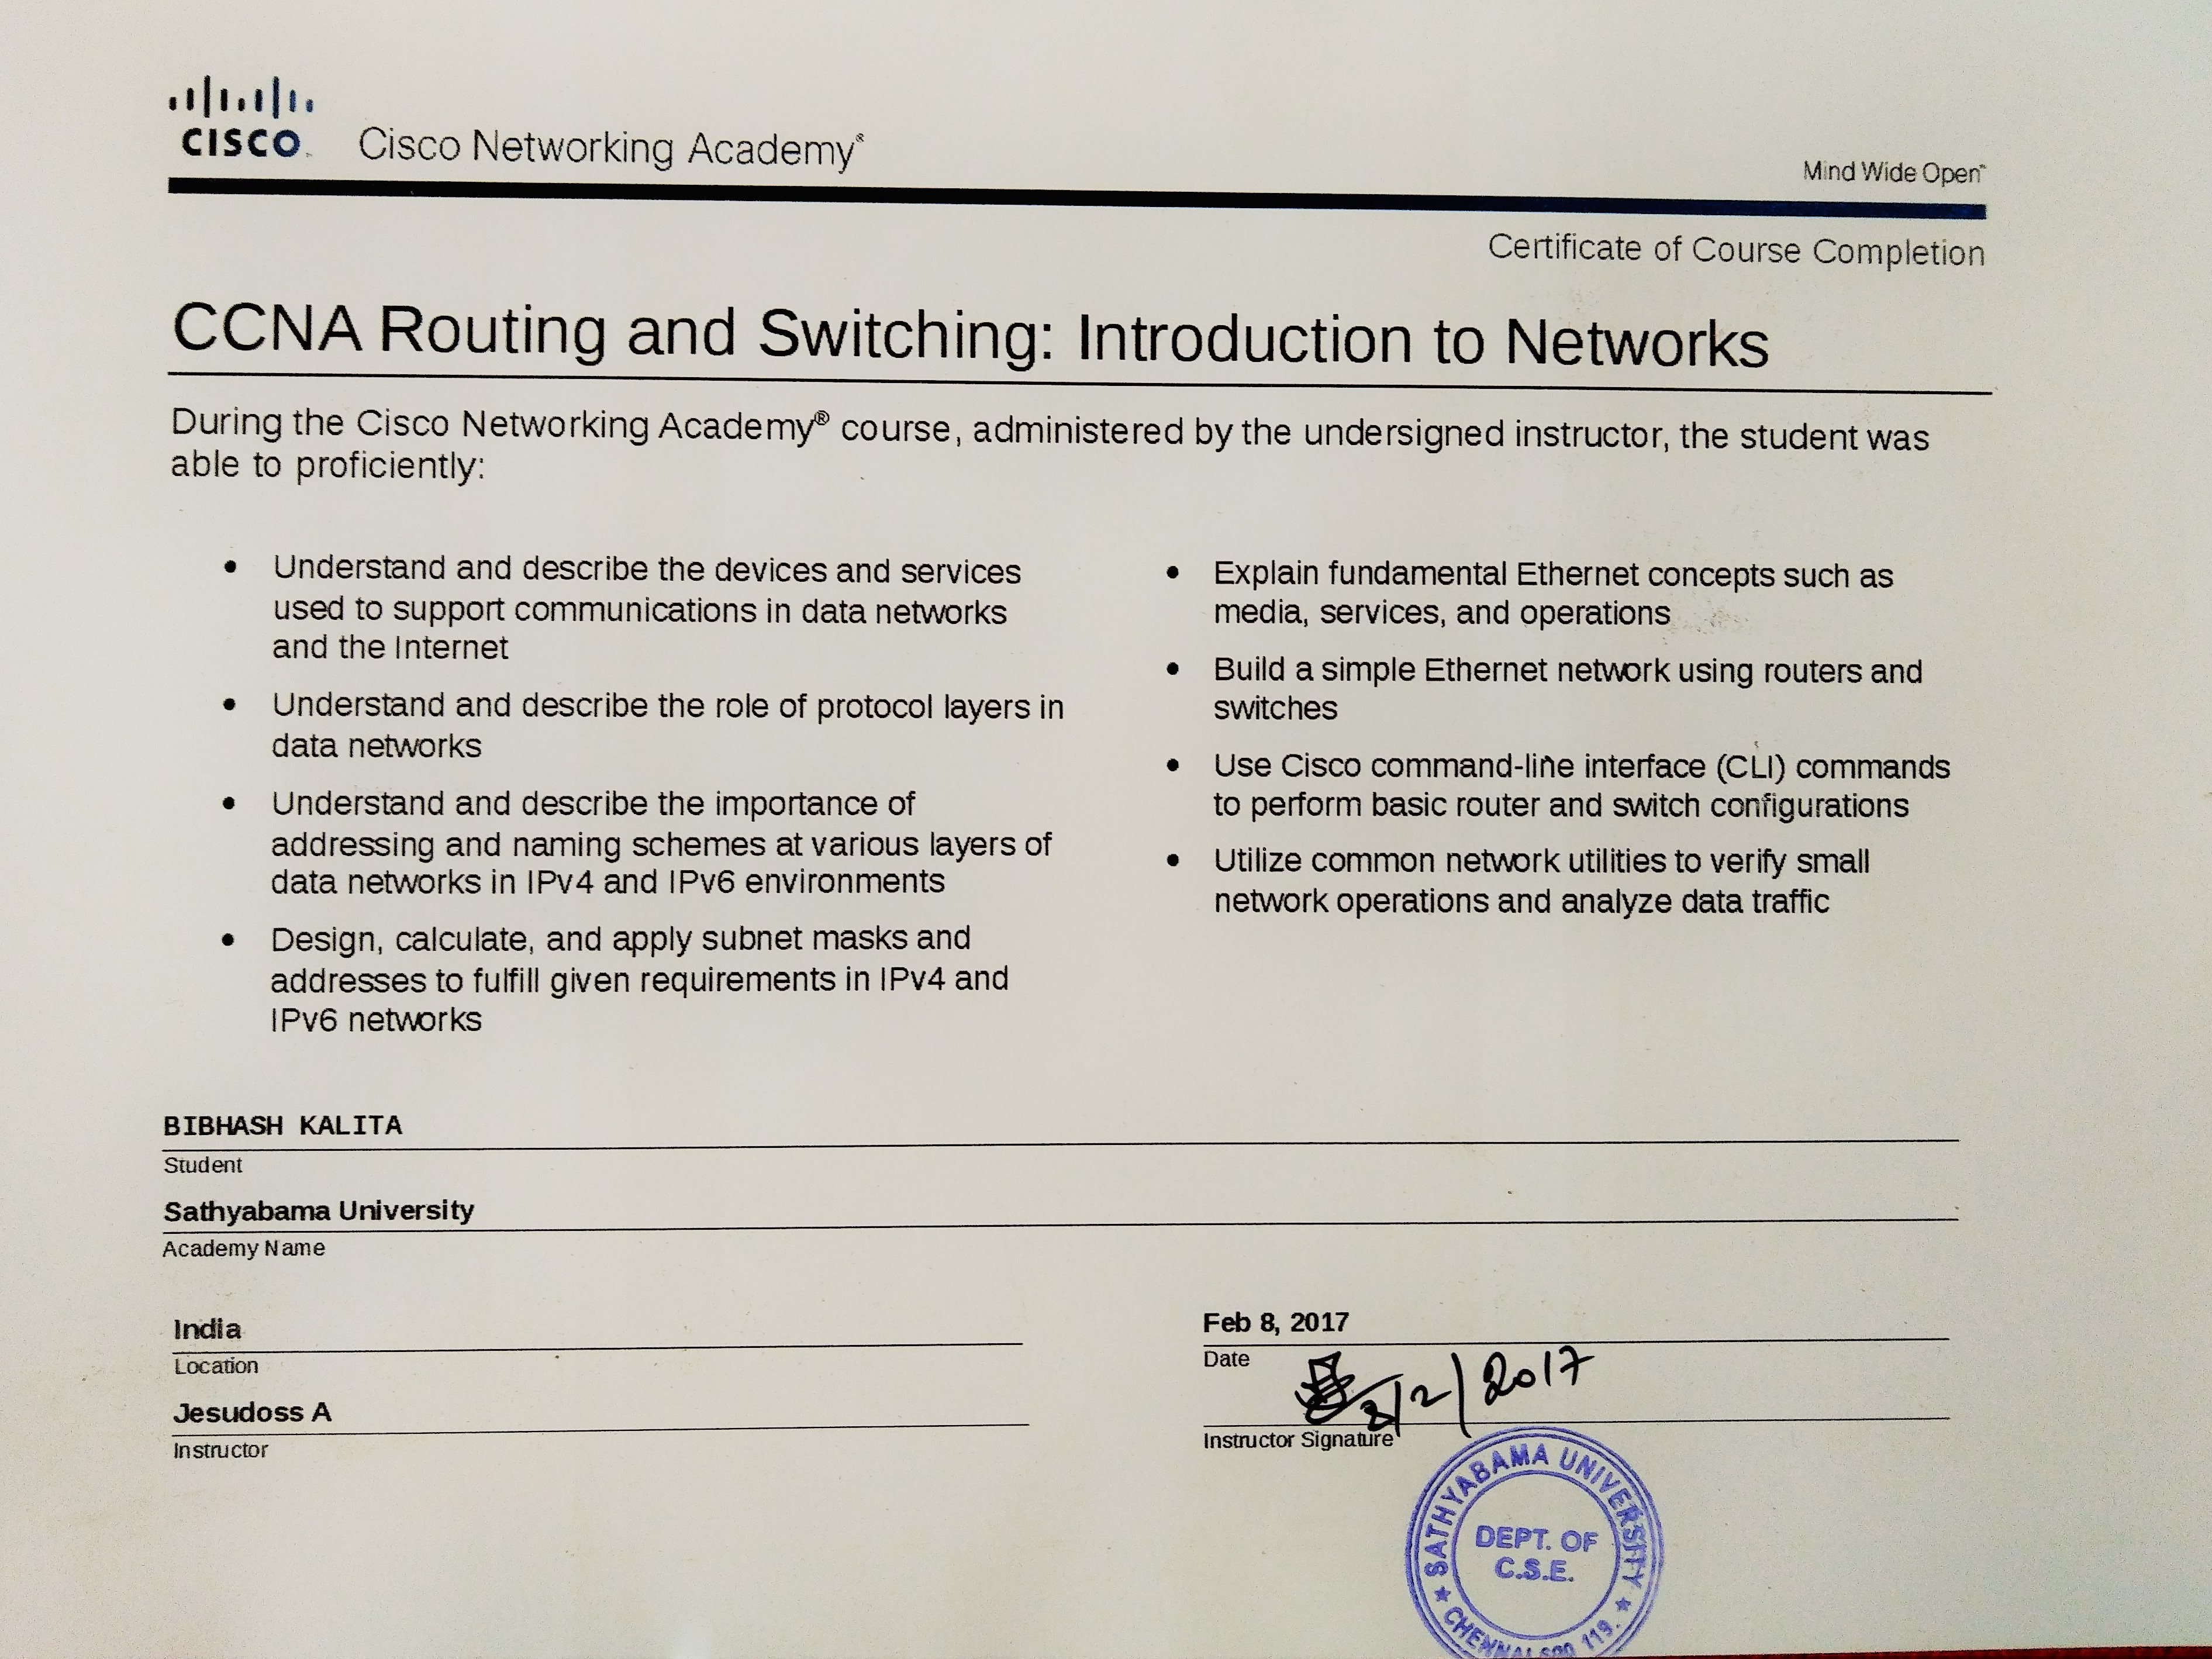 CISCO
Cisco Networking Academy®
Mind Wide Open™
Certificate of Course Completion
CCNA Routing and Switching: Introduction to Networks
During the Cisco Networking Academy® course, administered by the undersigned instructor, the student was
able to proficiently:
• Understand and describe the devices and services
used to support communications in data networks
and the Internet
• Understand and describe the role of protocol layers in
data networks
• Understand and describe the importance of
addressing and naming schemes at various layers of
data networks in IPv4 and IPv6 environments
• Design, calculate, and apply subnet masks and
addresses to fulfill given requirements in IPv4 and
IPv6 networks
• Explain fundamental Ethernet concepts such as
media, services, and operations
• Build a simple Ethernet network using routers and
switches
• Use Cisco command-line interface (CLI) commands
to perform basic router and switch configurations
• Utilize common network utilities to verify small
network operations and analyze data traffic
BIBHASH KALITA
Student
Sathyabama University
Academy Name
India
Location
Jesudoss A
Instructor
Feb 8, 2017
Date
8/2/2017
Instructor Signature
SATHYABAMA UNIVERSITY
DEPT. OF
C.S.E.
CHENNAI 600 119.